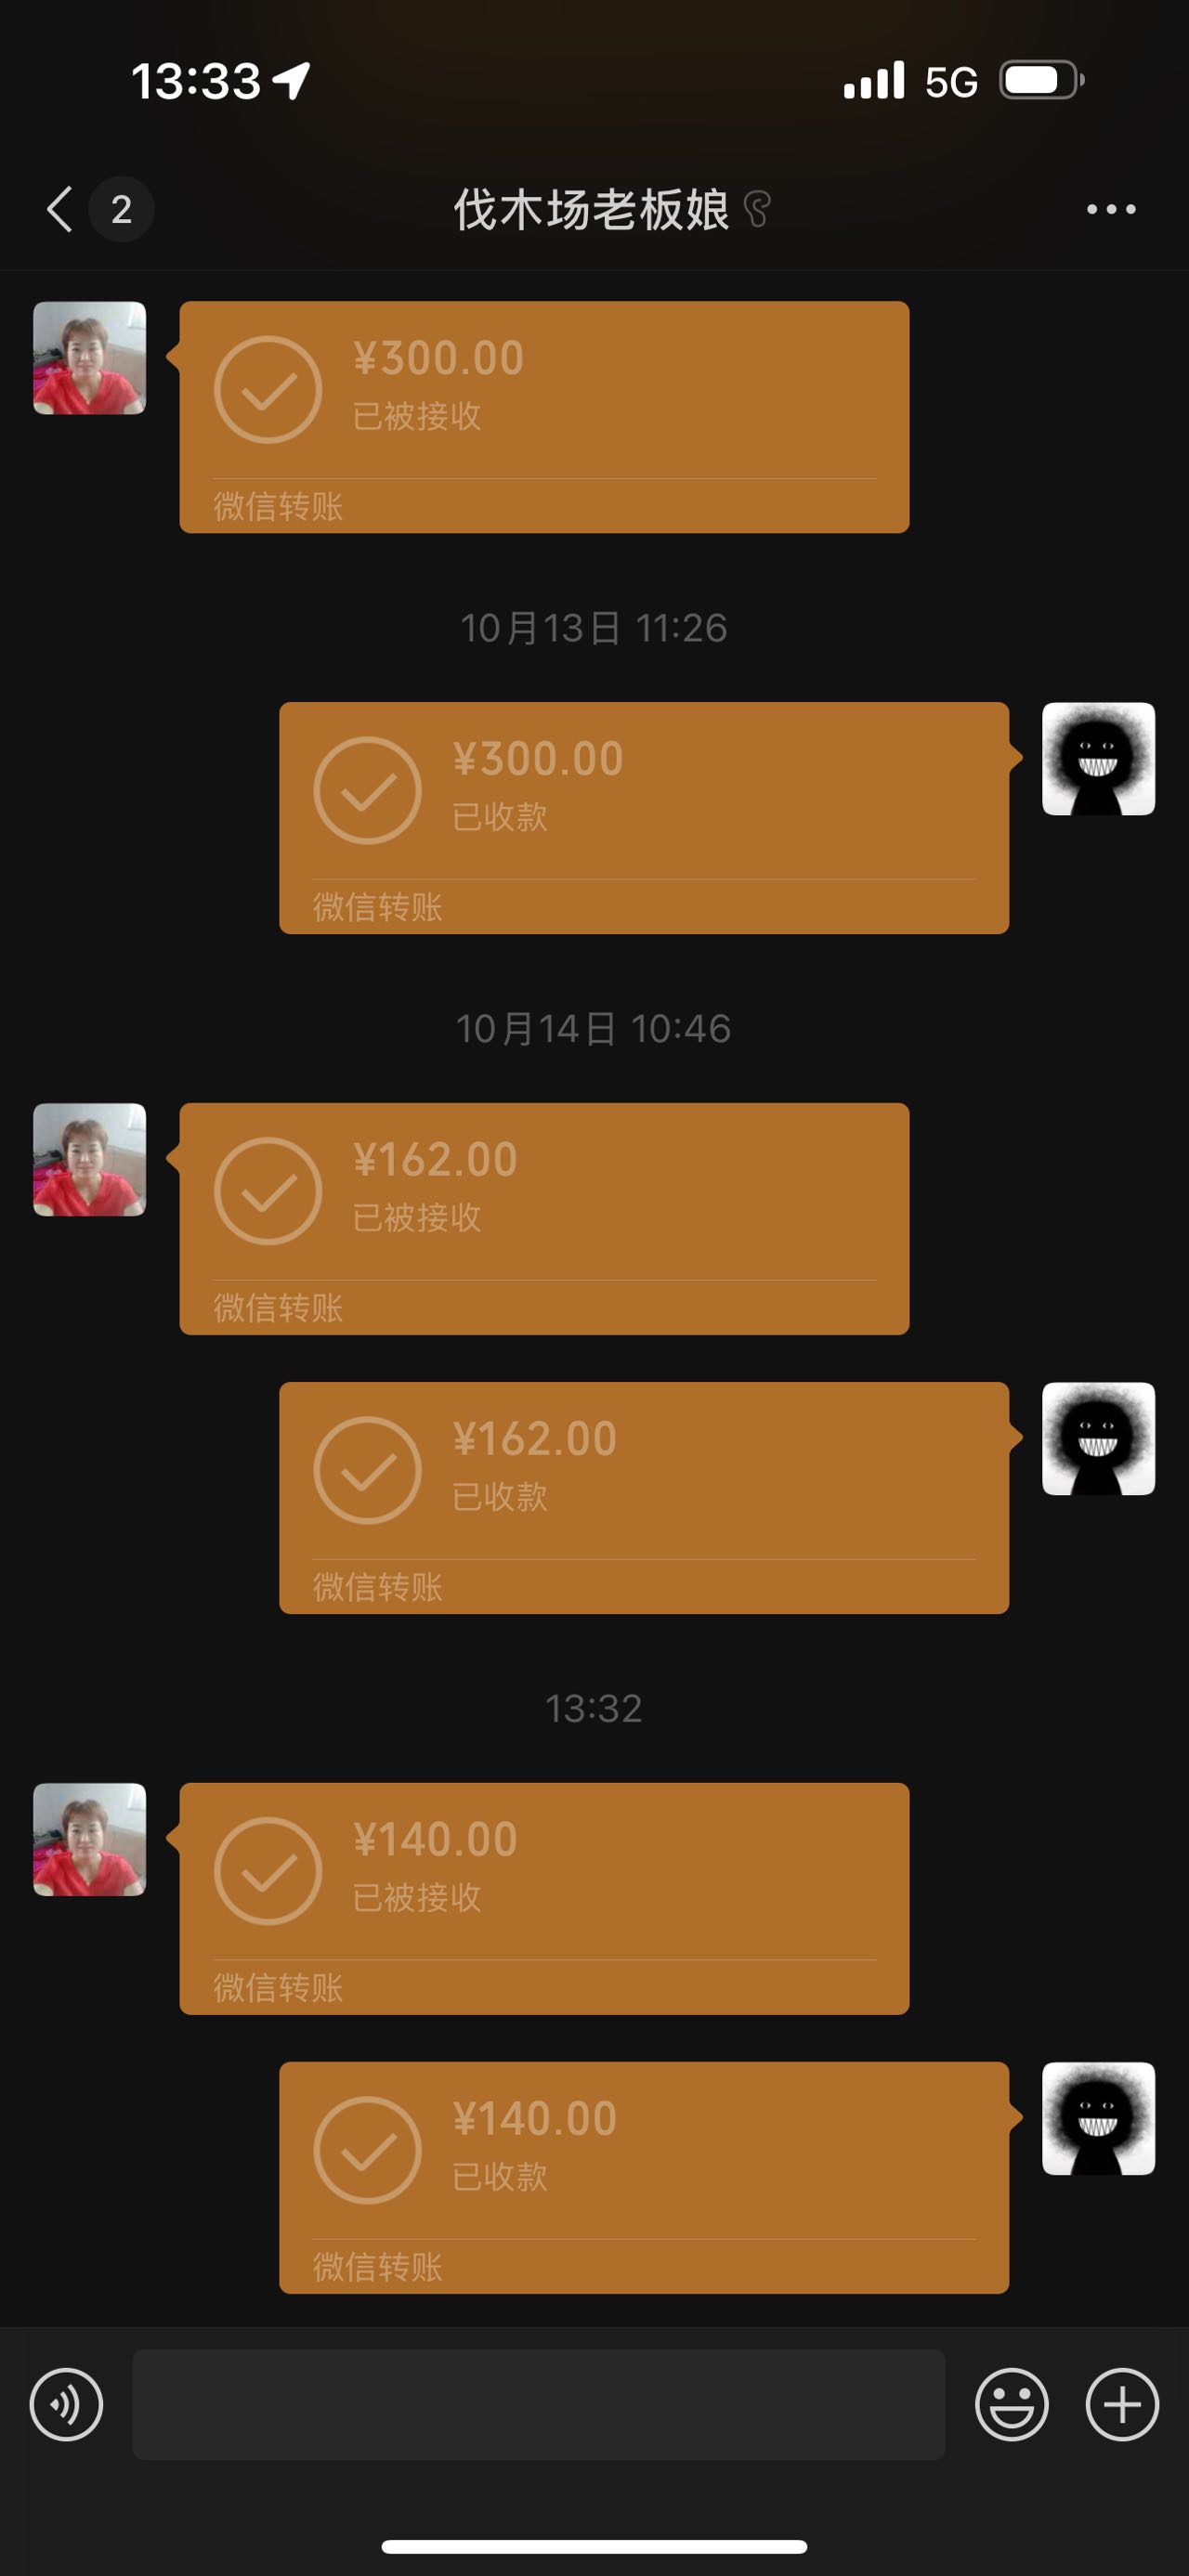 13:33
5G
2
伐木场老板娘
¥300.00
已被接收
微信转账
10月13日 11:26
¥300.00
已收款
微信转账
10月14日 10:46
¥162.00
已被接收
微信转账
¥162.00
已收款
微信转账
13:32
¥140.00
已被接收
微信转账
¥140.00
已收款
微信转账